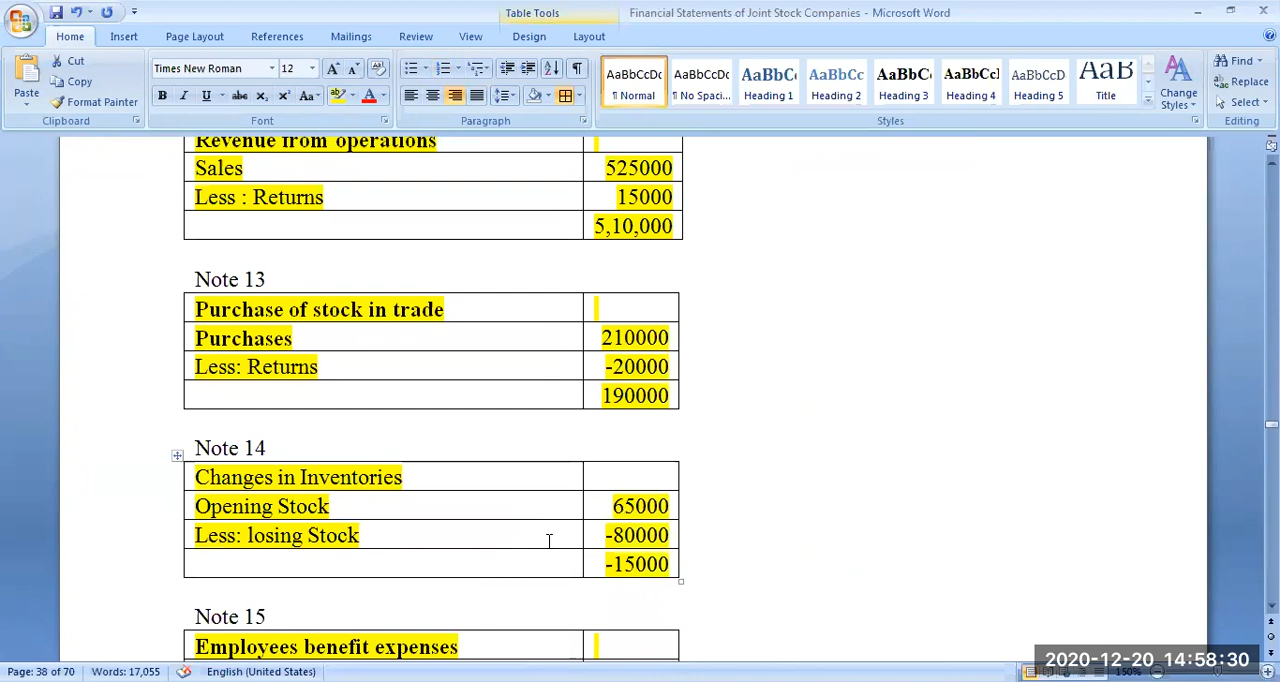 Table Tools
Financial Statements of Joint Stock Companies - Microsoft Word
Home Insert Page Layout References Mailings Review View Design Layout
Paste
Cut
Copy
Format Painter
Clipboard
Times New Roman 12
Font
Paragraph
AaBbCcDc AaBbCcDc AaBbC( AaBbCc AaBbCc AaBbCcI AaBbCcD AaB
¶ Normal ¶ No Spaci... Heading 1 Heading 2 Heading 3 Heading 4 Heading 5 Title
Styles
Change Styles
Find
Replace
Select
Editing
Revenue from operations
Sales 525000
Less : Returns 15000
5,10,000
Note 13
Purchase of stock in trade
Purchases 210000
Less: Returns -20000
190000
Note 14
Changes in Inventories
Opening Stock 65000
Less: losing Stock -80000
-15000
Note 15
Employees benefit expenses
Page: 38 of 70 Words: 17,055 English (United States) 150%
2020-12-20 14:58:30